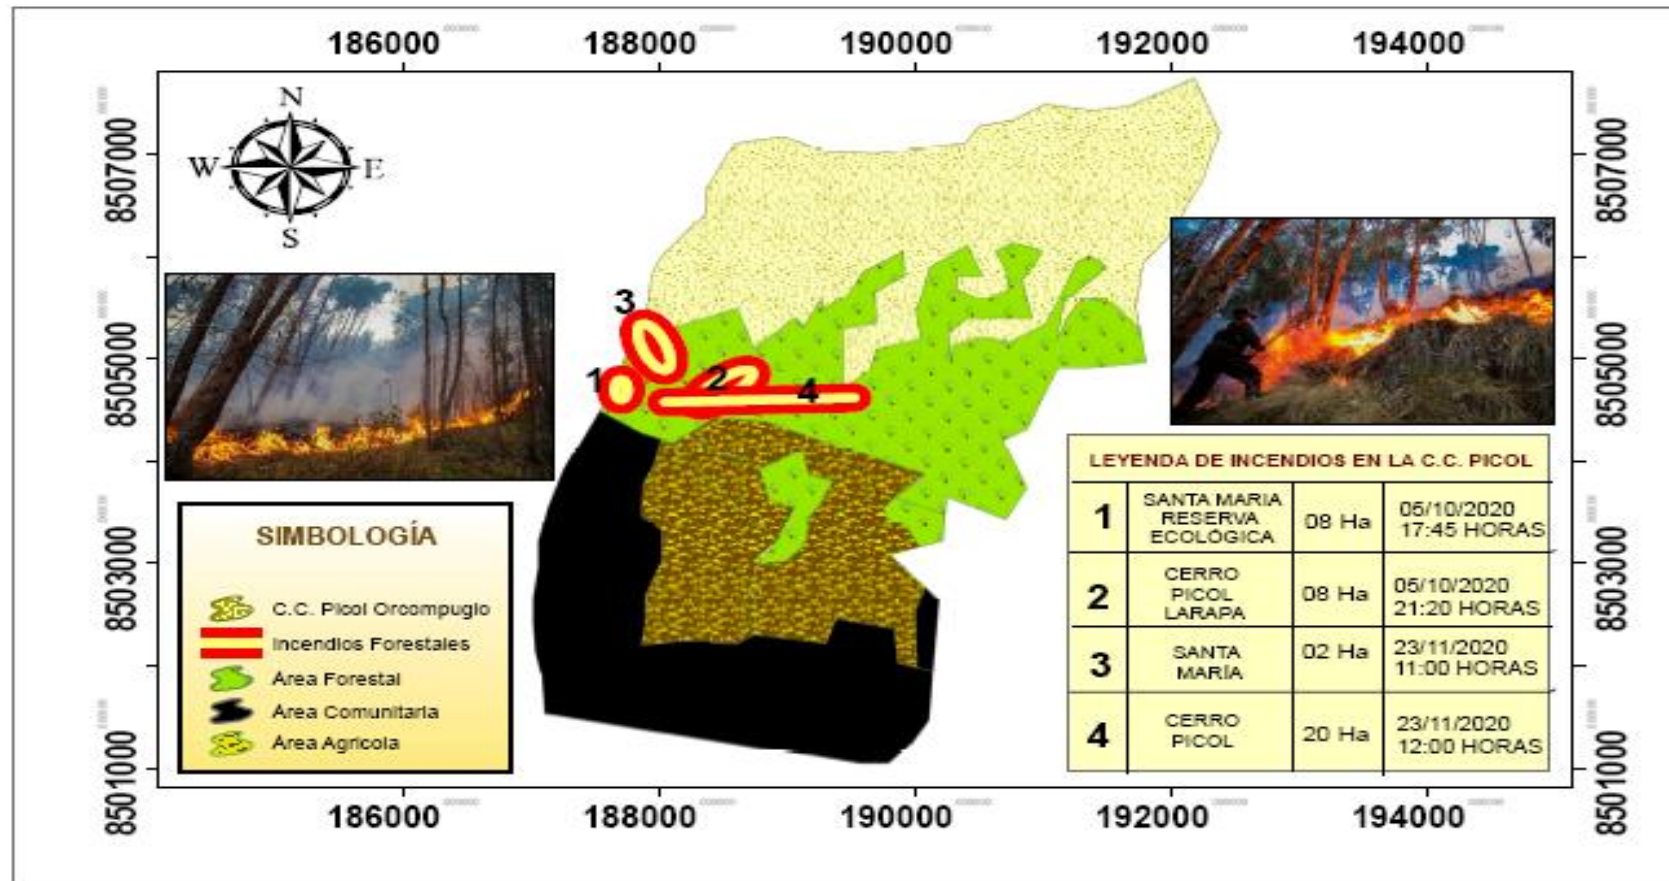 186000 188000 190000 192000 194000
N
W E
S
8507000
8505000
8503000
8501000
8507000
8505000
8503000
8501000
3
1
2
4
SIMBOLOGÍA
C.C. Picol Orcompugio
Incendios Forestales
Area Forestal
Area Comunitaria
Area Agricola
LEYENDA DE INCENDIOS EN LA C.C. PICOL
1
SANTA MARIA
RESERVA
ECOLÓGICA
08 Ha
05/10/2020
17:45 HORAS
2
CERRO
PICOL
LARAPA
08 Ha
05/10/2020
21:20 HORAS
3
SANTA
MARÍA
02 Ha
23/11/2020
11:00 HORAS
4
CERRO
PICOL
20 Ha
23/11/2020
12:00 HORAS
186000 188000 190000 192000 194000